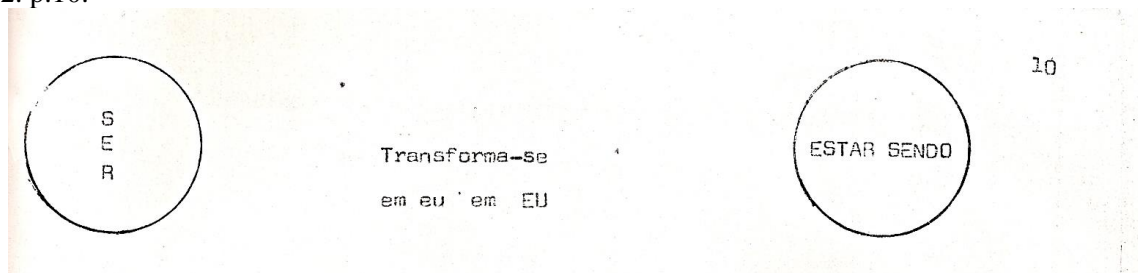 2. p.10.
10
S
E
R
Transforma-se
em eu em EU
ESTAR SENDO